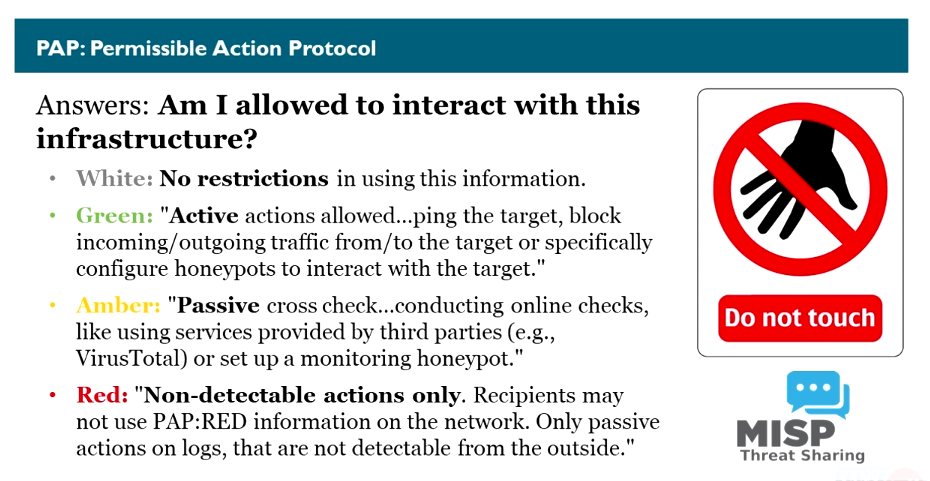 PAP: Permissible Action Protocol
Answers: Am I allowed to interact with this
infrastructure?
• White: No restrictions in using this information.
• Green: "Active actions allowed...ping the target, block
incoming/outgoing traffic from/to the target or specifically
configure honeypots to interact with the target."
• Amber: "Passive cross check...conducting online checks,
like using services provided by third parties (e.g.,
VirusTotal) or set up a monitoring honeypot."
• Red: "Non-detectable actions only. Recipients may
not use PAP:RED information on the network. Only passive
actions on logs, that are not detectable from the outside."
Do not touch
MISP
Threat Sharing